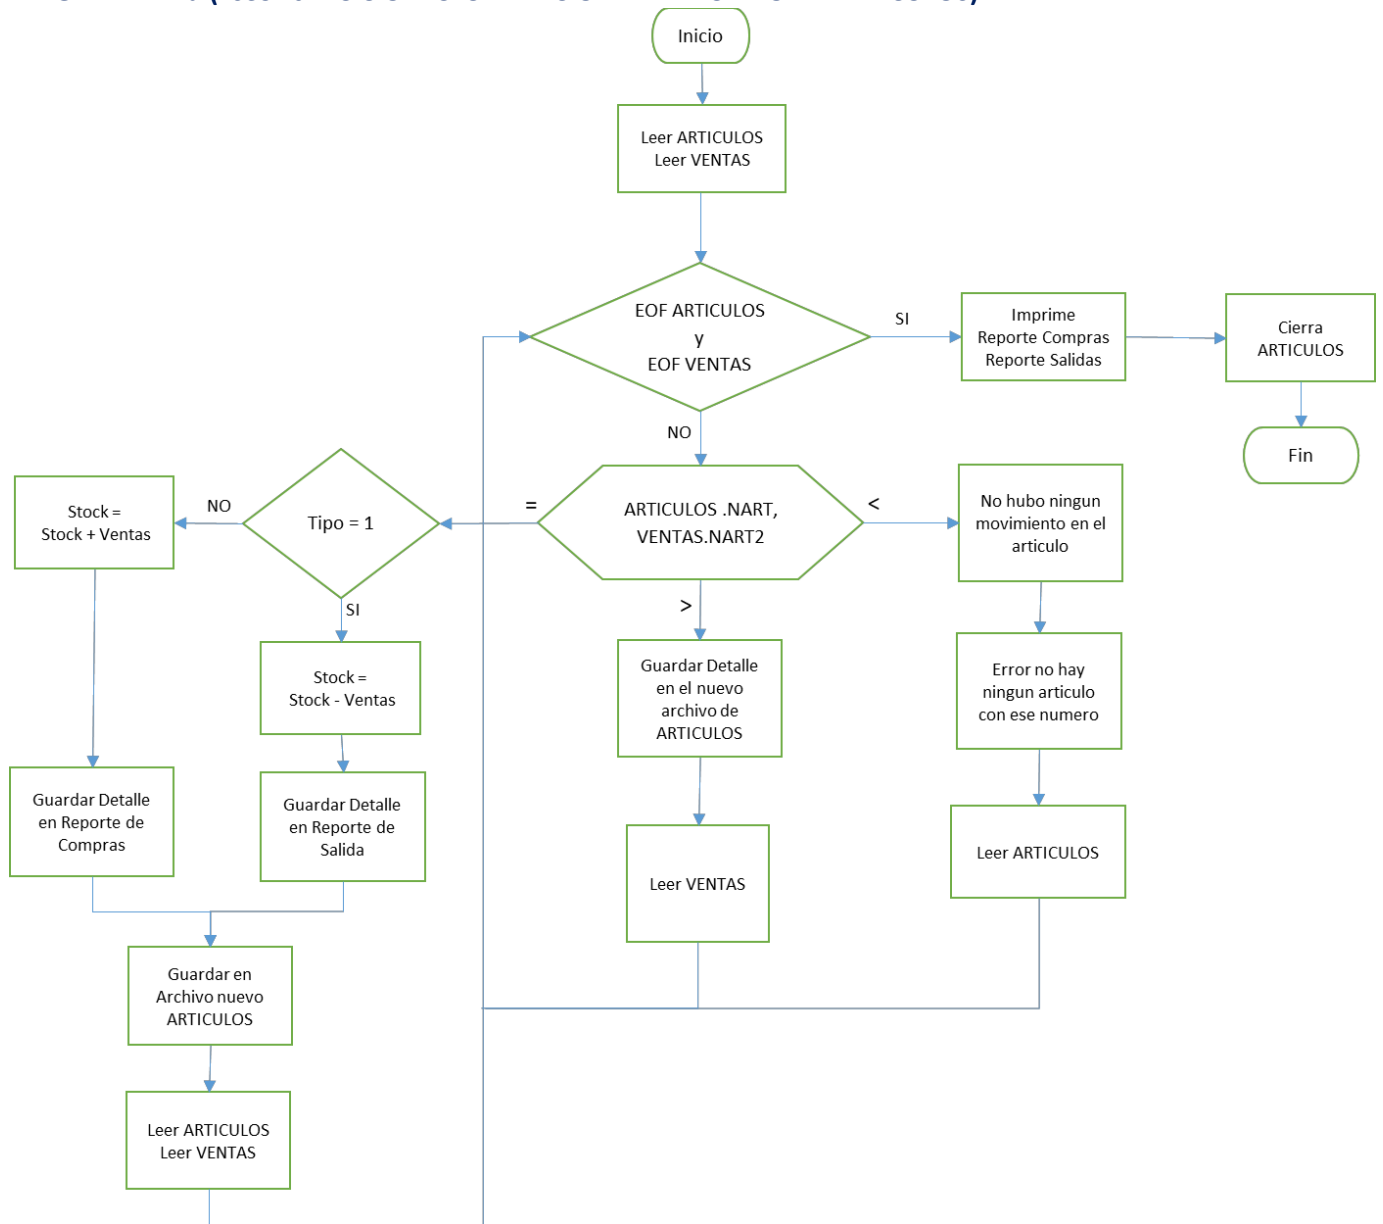 Inicio
Leer ARTICULOS
Leer VENTAS
EOF ARTICULOS
y
EOF VENTAS
SI
Imprime
Reporte Compras
Reporte Salidas
Cierra
ARTICULOS
Fin
NO
ARTICULOS .NART,
VENTAS.NART2
<
No hubo ningun
movimiento en el
articulo
Error no hay
ningun articulo
con ese numero
Leer ARTICULOS
>
Guardar Detalle
en el nuevo
archivo de
ARTICULOS
Leer VENTAS
=
Tipo = 1
NO
Stock =
Stock + Ventas
Guardar Detalle
en Reporte de
Compras
SI
Stock =
Stock - Ventas
Guardar Detalle
en Reporte de
Salida
Guardar en
Archivo nuevo
ARTICULOS
Leer ARTICULOS
Leer VENTAS